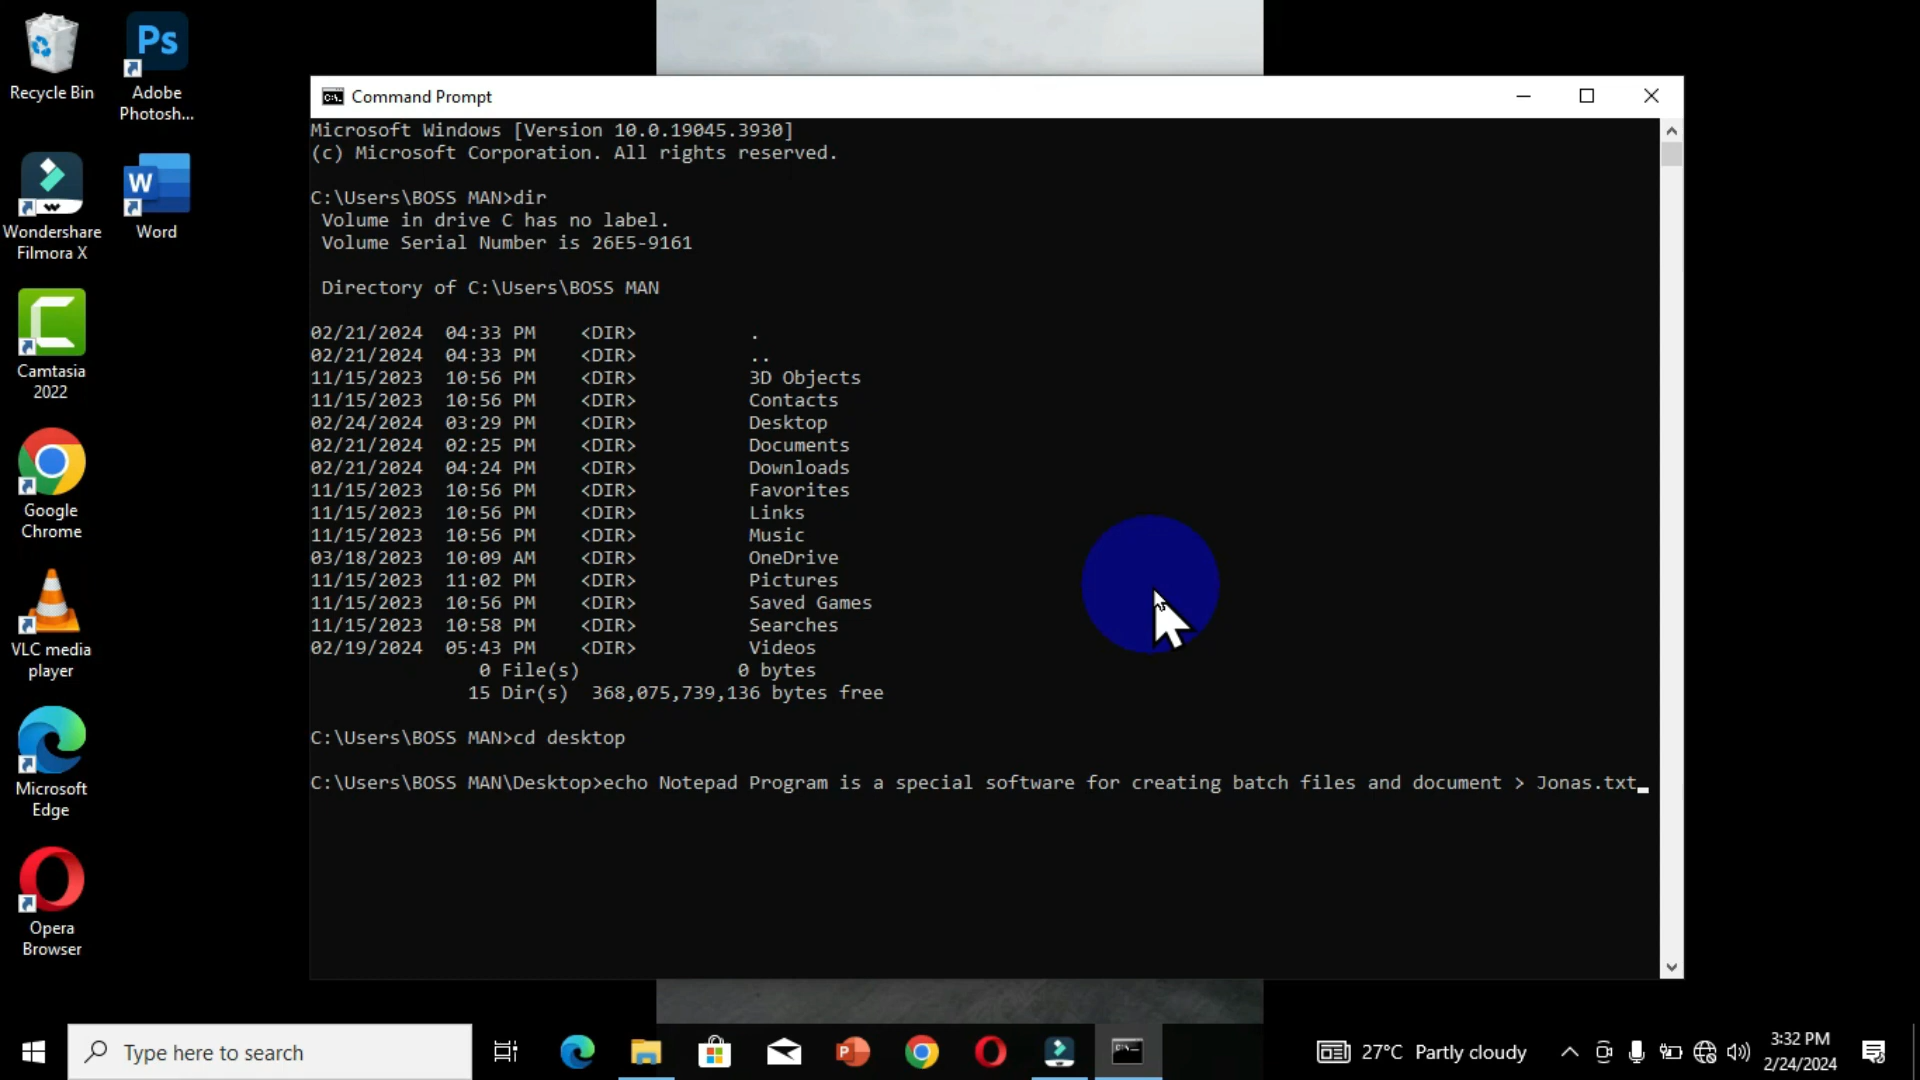 Recycle Bin
Adobe
Photosh...
Ps
Wondershare
Filmora X
W
Word
Camtasia
2022
Google
Chrome
VLC media
player
Microsoft
Edge
Opera
Browser
Command Prompt
Microsoft Windows [Version 10.0.19045.3930]
(c) Microsoft Corporation. All rights reserved.
C:\Users\BOSS MAN>dir
Volume in drive C has no label.
Volume Serial Number is 26E5-9161
Directory of C:\Users\BOSS MAN
02/21/2024  04:33 PM    <DIR>          .
02/21/2024  04:33 PM    <DIR>          ..
11/15/2023  10:56 PM    <DIR>          3D Objects
11/15/2023  10:56 PM    <DIR>          Contacts
02/24/2024  03:29 PM    <DIR>          Desktop
02/21/2024  02:25 PM    <DIR>          Documents
02/21/2024  04:24 PM    <DIR>          Downloads
11/15/2023  10:56 PM    <DIR>          Favorites
11/15/2023  10:56 PM    <DIR>          Links
11/15/2023  10:56 PM    <DIR>          Music
03/18/2023  10:09 AM    <DIR>          OneDrive
11/15/2023  11:02 PM    <DIR>          Pictures
11/15/2023  10:56 PM    <DIR>          Saved Games
11/15/2023  10:58 PM    <DIR>          Searches
02/19/2024  05:43 PM    <DIR>          Videos
0 File(s)              0 bytes
15 Dir(s)  368,075,739,136 bytes free
C:\Users\BOSS MAN>cd desktop
C:\Users\BOSS MAN\Desktop>echo Notepad Program is a special software for creating batch files and document > Jonas.txt
Type here to search
27°C Partly cloudy
3:32 PM
2/24/2024